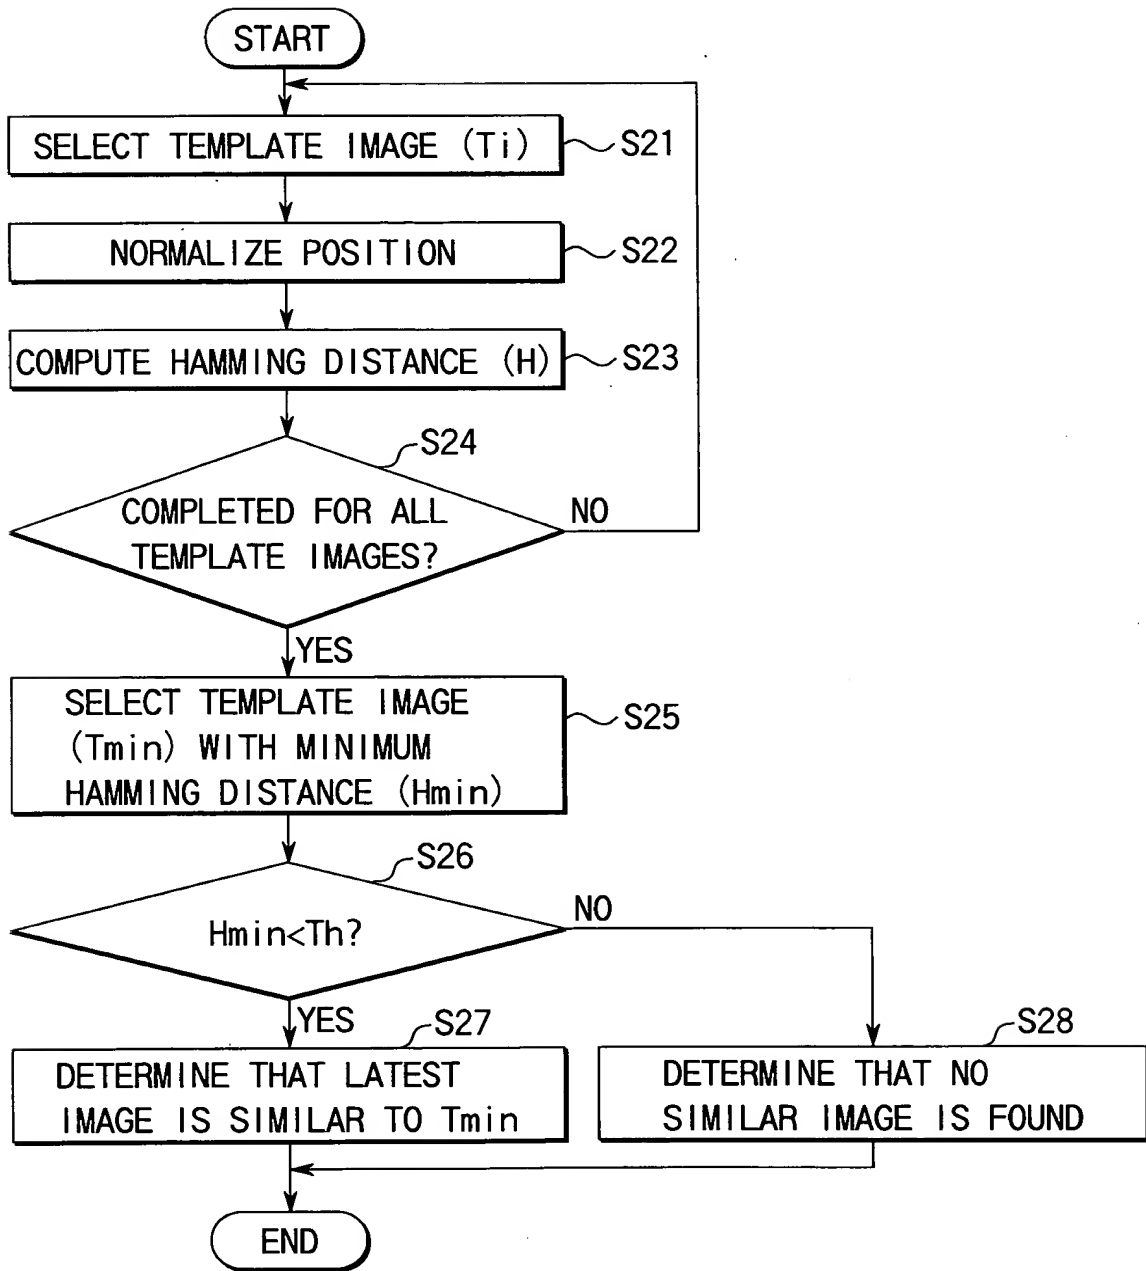 START
SELECT TEMPLATE IMAGE (Ti)
S21
NORMALIZE POSITION
S22
COMPUTE HAMMING DISTANCE (H)
S23
S24
COMPLETED FOR ALL
TEMPLATE IMAGES?
NO
YES
SELECT TEMPLATE IMAGE
(Tmin) WITH MINIMUM
HAMMING DISTANCE (Hmin)
S25
S26
Hmin<Th?
NO
YES
S27
DETERMINE THAT LATEST
IMAGE IS SIMILAR TO Tmin
S28
DETERMINE THAT NO
SIMILAR IMAGE IS FOUND
END